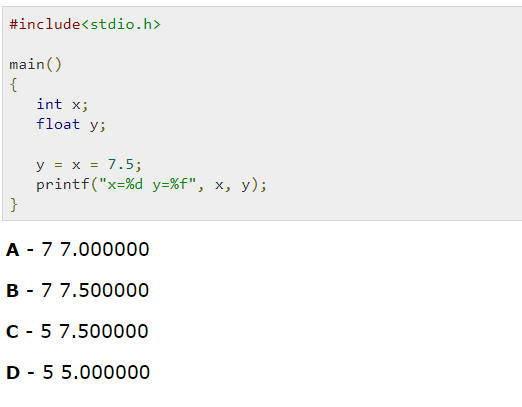 #include<stdio.h>
main()
{
int x;
float y;
y = x = 7.5;
printf("x=%d y=%f", x, y);
}
A - 7 7.000000
B - 7 7.500000
C - 5 7.500000
D - 5 5.000000